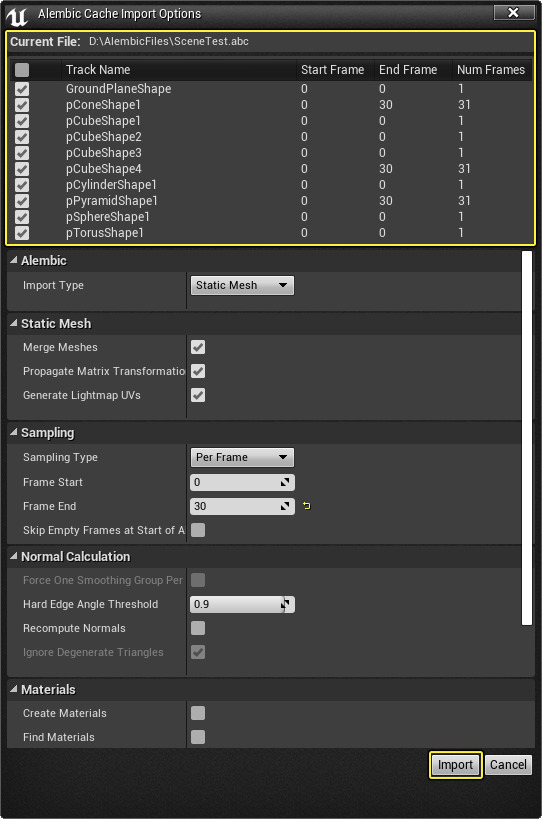 Alembic Cache Import Options
Current File: D:\AlembicFiles\SceneTest.abc
Track Name Start Frame End Frame Num Frames
GroundPlaneShape 0 0 1
pConeShape1 0 30 31
pCubeShape1 0 0 1
pCubeShape2 0 0 1
pCubeShape3 0 0 1
pCubeShape4 0 30 31
pCylinderShape1 0 0 1
pPyramidShape1 0 30 31
pSphereShape1 0 0 1
pTorusShape1 0 0 1
Alembic
Import Type Static Mesh
Static Mesh
Merge Meshes
Propagate Matrix Transformatio
Generate Lightmap UVs
Sampling
Sampling Type Per Frame
Frame Start 0
Frame End 30
Skip Empty Frames at Start of A
Normal Calculation
Force One Smoothing Group Per
Hard Edge Angle Threshold 0.9
Recompute Normals
Ignore Degenerate Triangles
Materials
Create Materials
Find Materials
Import Cancel